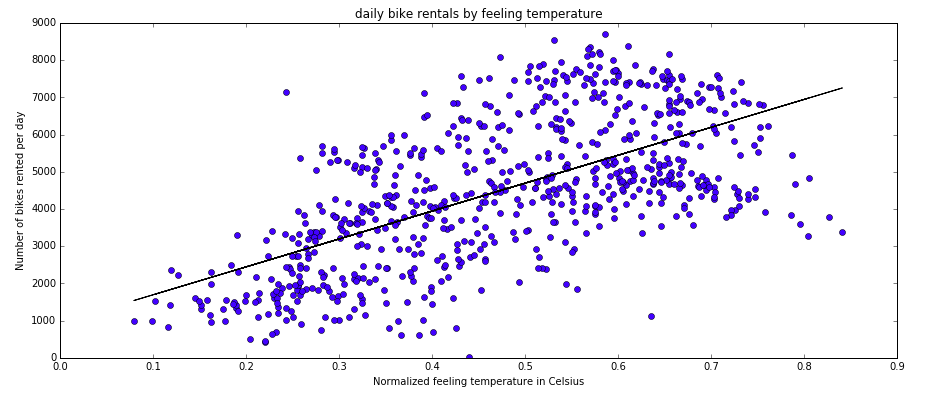 daily bike rentals by feeling temperature
Number of bikes rented per day
9000
8000
7000
6000
5000
4000
3000
2000
1000
0
0.0 0.1 0.2 0.3 0.4 0.5 0.6 0.7 0.8 0.9
Normalized feeling temperature in Celsius